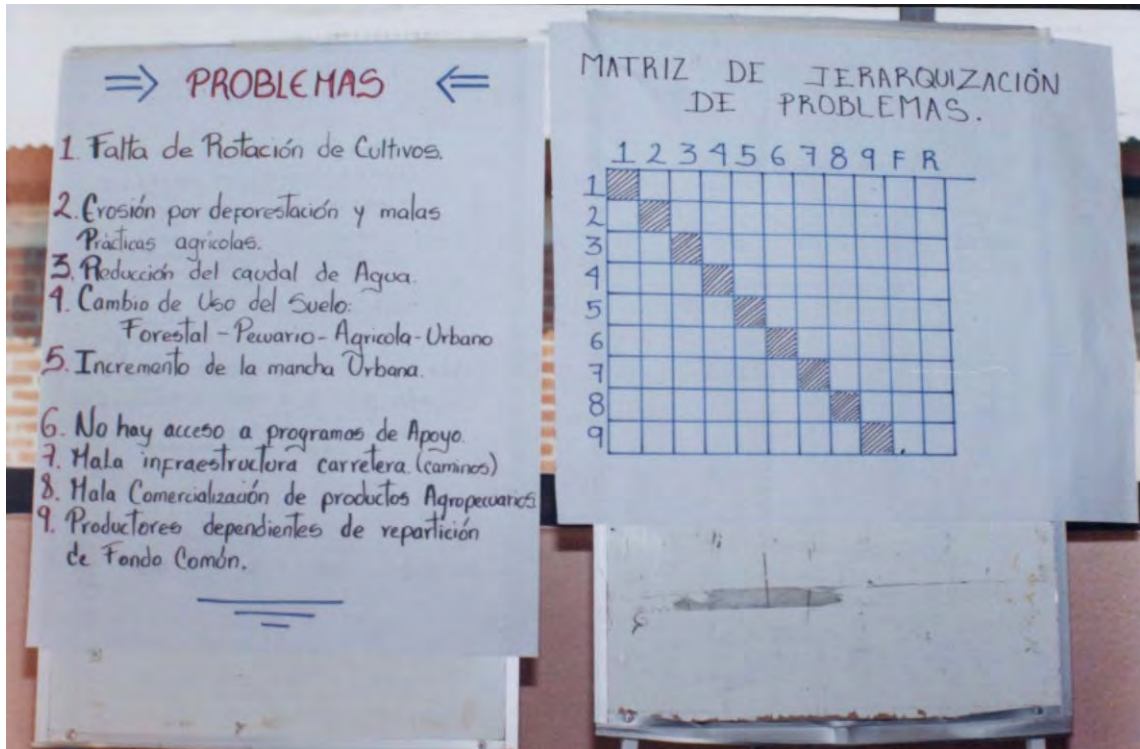 ⇒ PROBLEMAS ⇐
1. Falta de Rotación de Cultivos.
2. Erosión por deforestación y malas
Prácticas agrícolas.
3. Reducción del caudal de Agua.
4. Cambio de Uso del Suelo:
Forestal - Pecuario - Agrícola - Urbano
5. Incremento de la mancha Urbana.
6. No hay acceso a programas de Apoyo.
7. Mala infraestructura carretera (caminos)
8. Mala Comercialización de productos Agropecuarios
9. Productores dependientes de repartición
de Fondo Común.
MATRIZ DE JERARQUIZACIÓN
DE PROBLEMAS.
1 2 3 4 5 6 7 8 9 F R
1
2
3
4
5
6
7
8
9